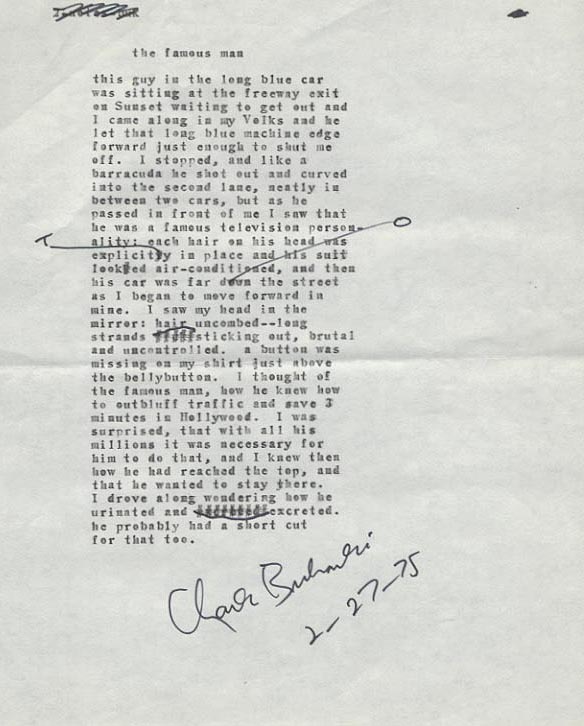 the famous man
this guy in the long blue car
was sitting at the freeway exit
on Sunset waiting to get out and
I came along in my Volks and he
let that long blue machine edge
forward just enough to shut me
off. I stopped, and like a
barracuda he shot out and curved
into the second lane, neatly in
between two cars, but as he
passed in front of me I saw that
he was a famous television person-
ality: each hair on his head was
explicitly in place and his suit
looked air-conditioned, and then
his car was far down the street
as I began to move forward in
mine. I saw my head in the
mirror: hair uncombed--long
strands sticking out, brutal
and uncontrolled. a button was
missing on my shirt just above
the bellybutton. I thought of
the famous man, how he knew how
to outbluff traffic and save 3
minutes in Hollywood. I was
surprised, that with all his
millions it was necessary for
him to do that, and I knew then
how he had reached the top, and
that he wanted to stay there.
I drove along wondering how he
urinated and excreted.
he probably had a short cut
for that too.
Charles Bukowski
2-27-75